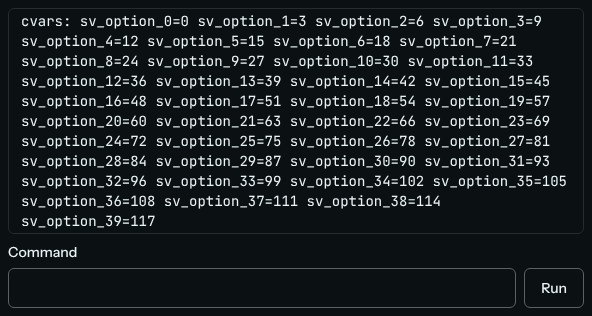 cvars: sv_option_0=0 sv_option_1=3 sv_option_2=6 sv_option_3=9
sv_option_4=12 sv_option_5=15 sv_option_6=18 sv_option_7=21
sv_option_8=24 sv_option_9=27 sv_option_10=30 sv_option_11=33
sv_option_12=36 sv_option_13=39 sv_option_14=42 sv_option_15=45
sv_option_16=48 sv_option_17=51 sv_option_18=54 sv_option_19=57
sv_option_20=60 sv_option_21=63 sv_option_22=66 sv_option_23=69
sv_option_24=72 sv_option_25=75 sv_option_26=78 sv_option_27=81
sv_option_28=84 sv_option_29=87 sv_option_30=90 sv_option_31=93
sv_option_32=96 sv_option_33=99 sv_option_34=102 sv_option_35=105
sv_option_36=108 sv_option_37=111 sv_option_38=114
sv_option_39=117
Command
Run